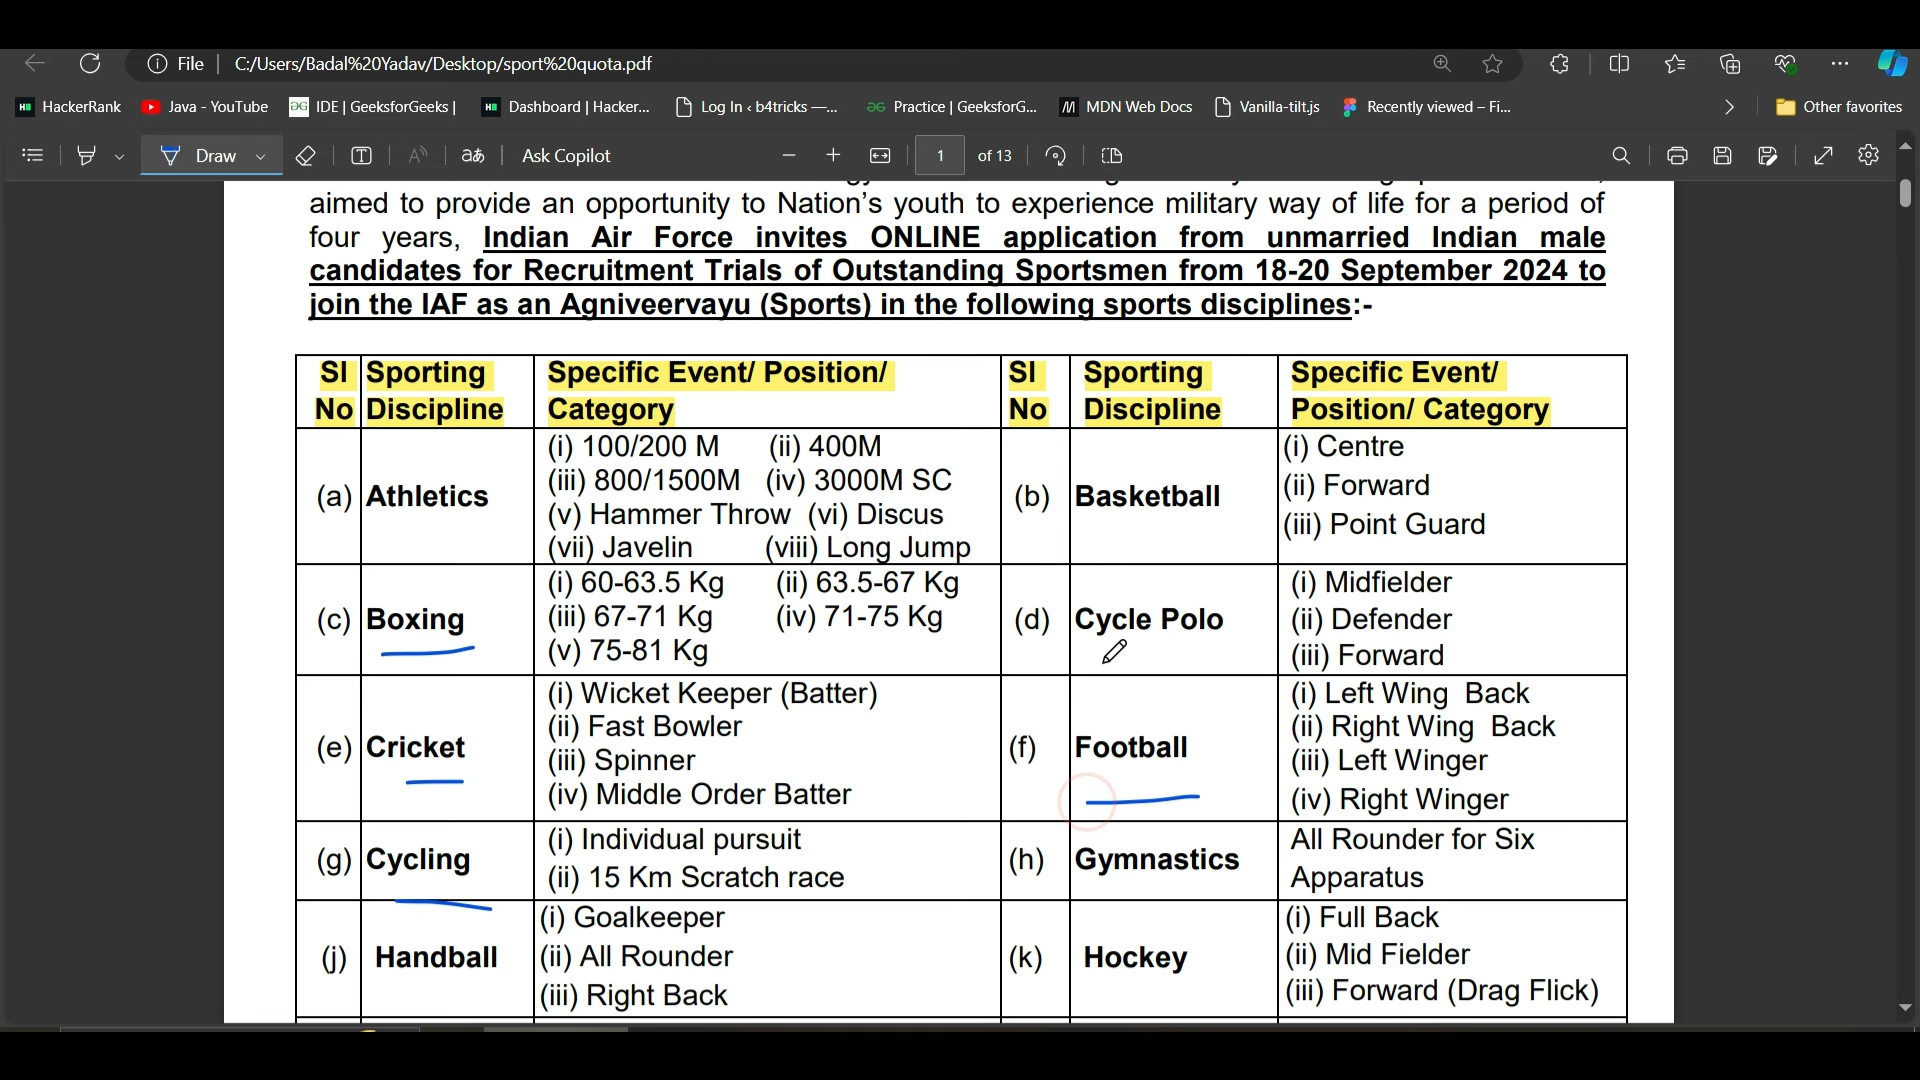 File
C:/Users/Badal%20Yadav/Desktop/sport%20quota.pdf
HackerRank
Java - YouTube
IDE | GeeksforGeeks |
Dashboard | Hacker...
Log In ‹ b4tricks —...
Practice | GeeksforG...
MDN Web Docs
Vanilla-tilt.js
Recently viewed – Fi...
Other favorites
Draw
Ask Copilot
1 of 13
aimed to provide an opportunity to Nation's youth to experience military way of life for a period of
four years, Indian Air Force invites ONLINE application from unmarried Indian male
candidates for Recruitment Trials of Outstanding Sportsmen from 18-20 September 2024 to
join the IAF as an Agniveervayu (Sports) in the following sports disciplines:-
Sl No
Sporting Discipline
Specific Event/ Position/
Category
Sl No
Sporting Discipline
Specific Event/
Position/ Category
(a) Athletics
(i) 100/200 M (ii) 400M
(iii) 800/1500M (iv) 3000M SC
(v) Hammer Throw (vi) Discus
(vii) Javelin (viii) Long Jump
(b) Basketball
(i) Centre
(ii) Forward
(iii) Point Guard
(c) Boxing
(i) 60-63.5 Kg (ii) 63.5-67 Kg
(iii) 67-71 Kg (iv) 71-75 Kg
(v) 75-81 Kg
(d) Cycle Polo
(i) Midfielder
(ii) Defender
(iii) Forward
(e) Cricket
(i) Wicket Keeper (Batter)
(ii) Fast Bowler
(iii) Spinner
(iv) Middle Order Batter
(f) Football
(i) Left Wing Back
(ii) Right Wing Back
(iii) Left Winger
(iv) Right Winger
(g) Cycling
(i) Individual pursuit
(ii) 15 Km Scratch race
(h) Gymnastics
All Rounder for Six
Apparatus
(j) Handball
(i) Goalkeeper
(ii) All Rounder
(iii) Right Back
(k) Hockey
(i) Full Back
(ii) Mid Fielder
(iii) Forward (Drag Flick)